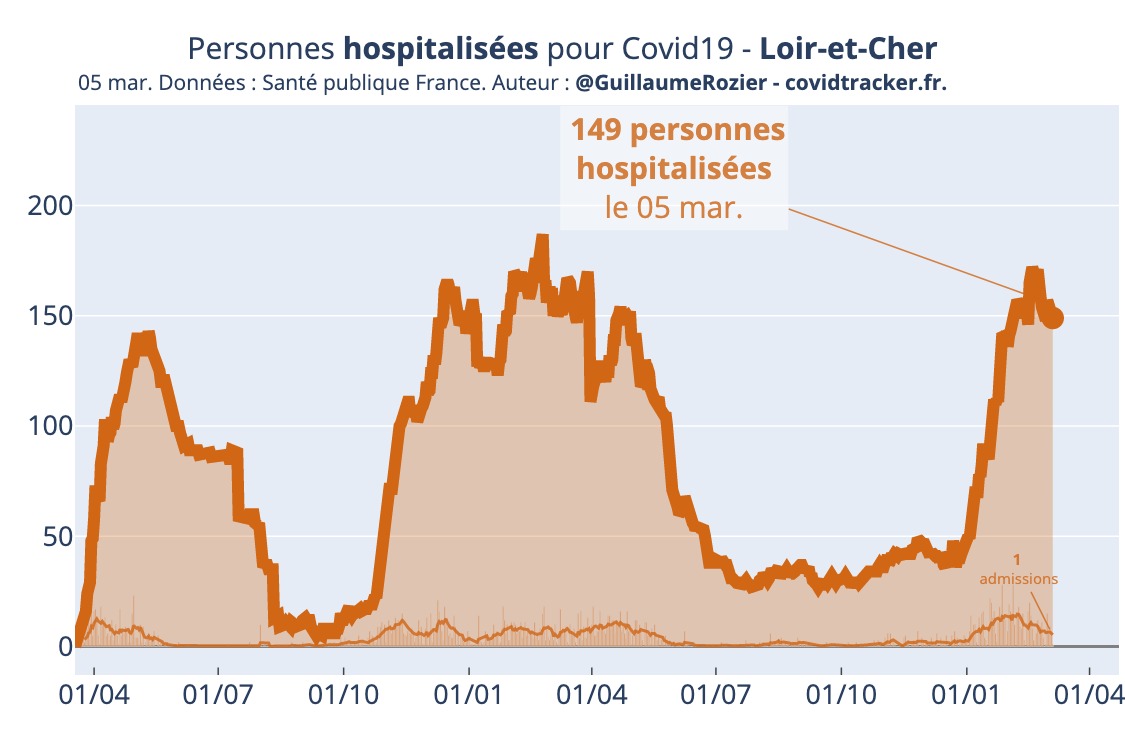 Personnes hospitalisées pour Covid19 - Loir-et-Cher
05 mar. Données : Santé publique France. Auteur : @GuillaumeRozier - covidtracker.fr.
149 personnes
hospitalisées
le 05 mar.
200
150
100
50
0
1
admissions
01/04
01/07
01/10
01/01
01/04
01/07
01/10
01/01
01/04